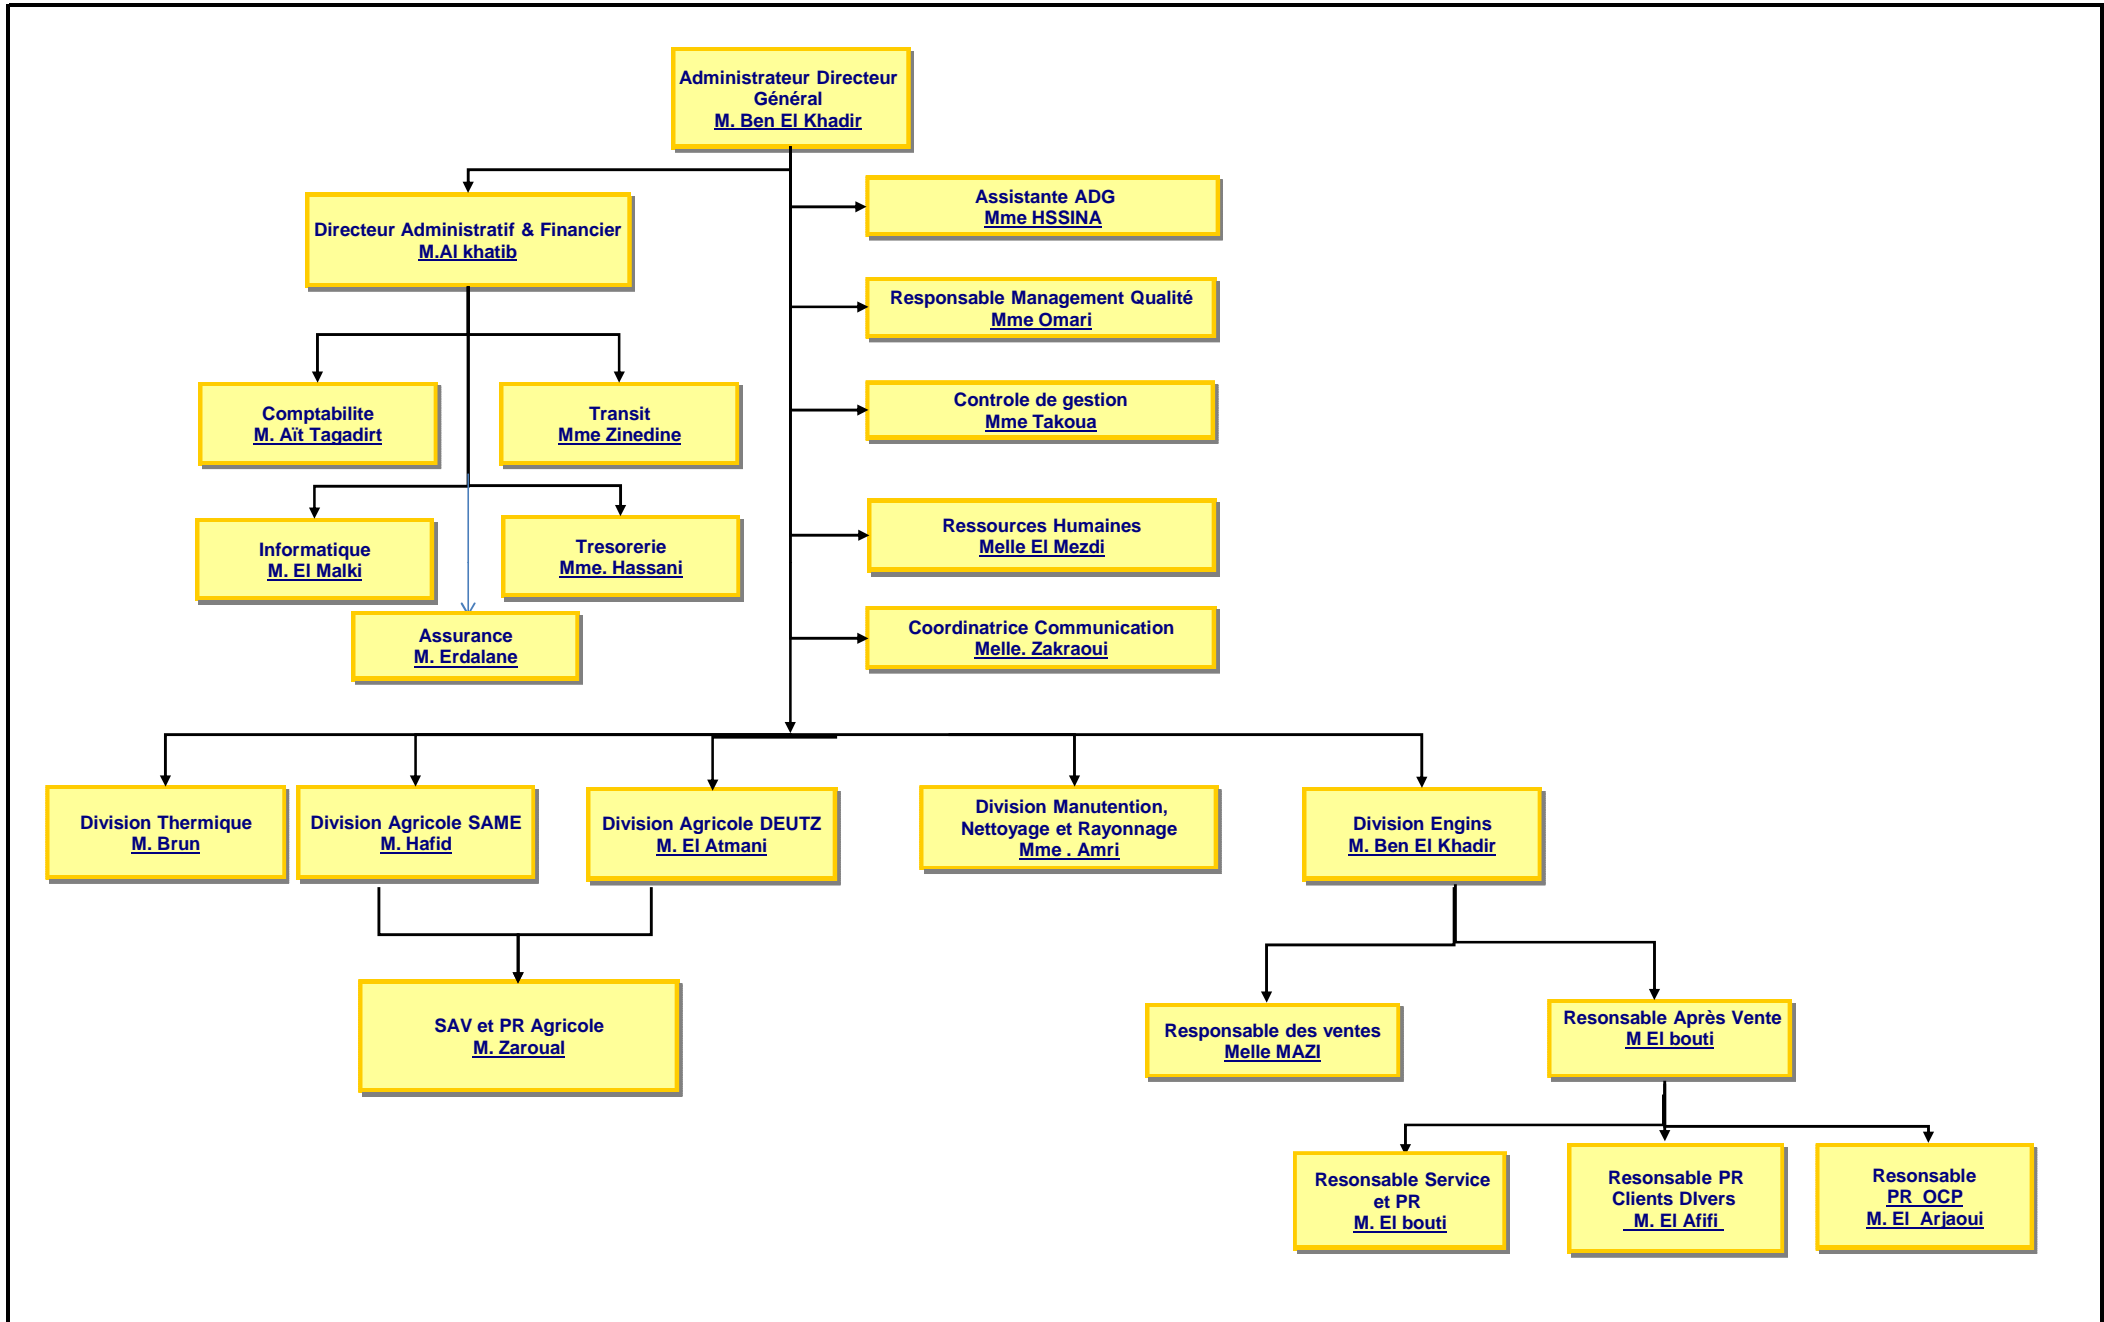 Administrateur Directeur
Général
M. Ben El Khadir
Directeur Administratif & Financier
M.Al khatib
Assistante ADG
Mme HSSINA
Responsable Management Qualité
Mme Omari
Controle de gestion
Mme Takoua
Ressources Humaines
Melle El Mezdi
Coordinatrice Communication
Melle. Zakraoui
Comptabilite
M. Aït Tagadirt
Transit
Mme Zinedine
Informatique
M. El Malki
Tresorerie
Mme. Hassani
Assurance
M. Erdalane
Division Thermique
M. Brun
Division Agricole SAME
M. Hafid
Division Agricole DEUTZ
M. El Atmani
Division Manutention,
Nettoyage et Rayonnage
Mme . Amri
Division Engins
M. Ben El Khadir
SAV et PR Agricole
M. Zaroual
Responsable des ventes
Melle MAZI
Resonsable Après Vente
M El bouti
Resonsable Service
et PR
M. El bouti
Resonsable PR
Clients DIvers
M. El Afifi
Resonsable
PR OCP
M. El Arjaoui